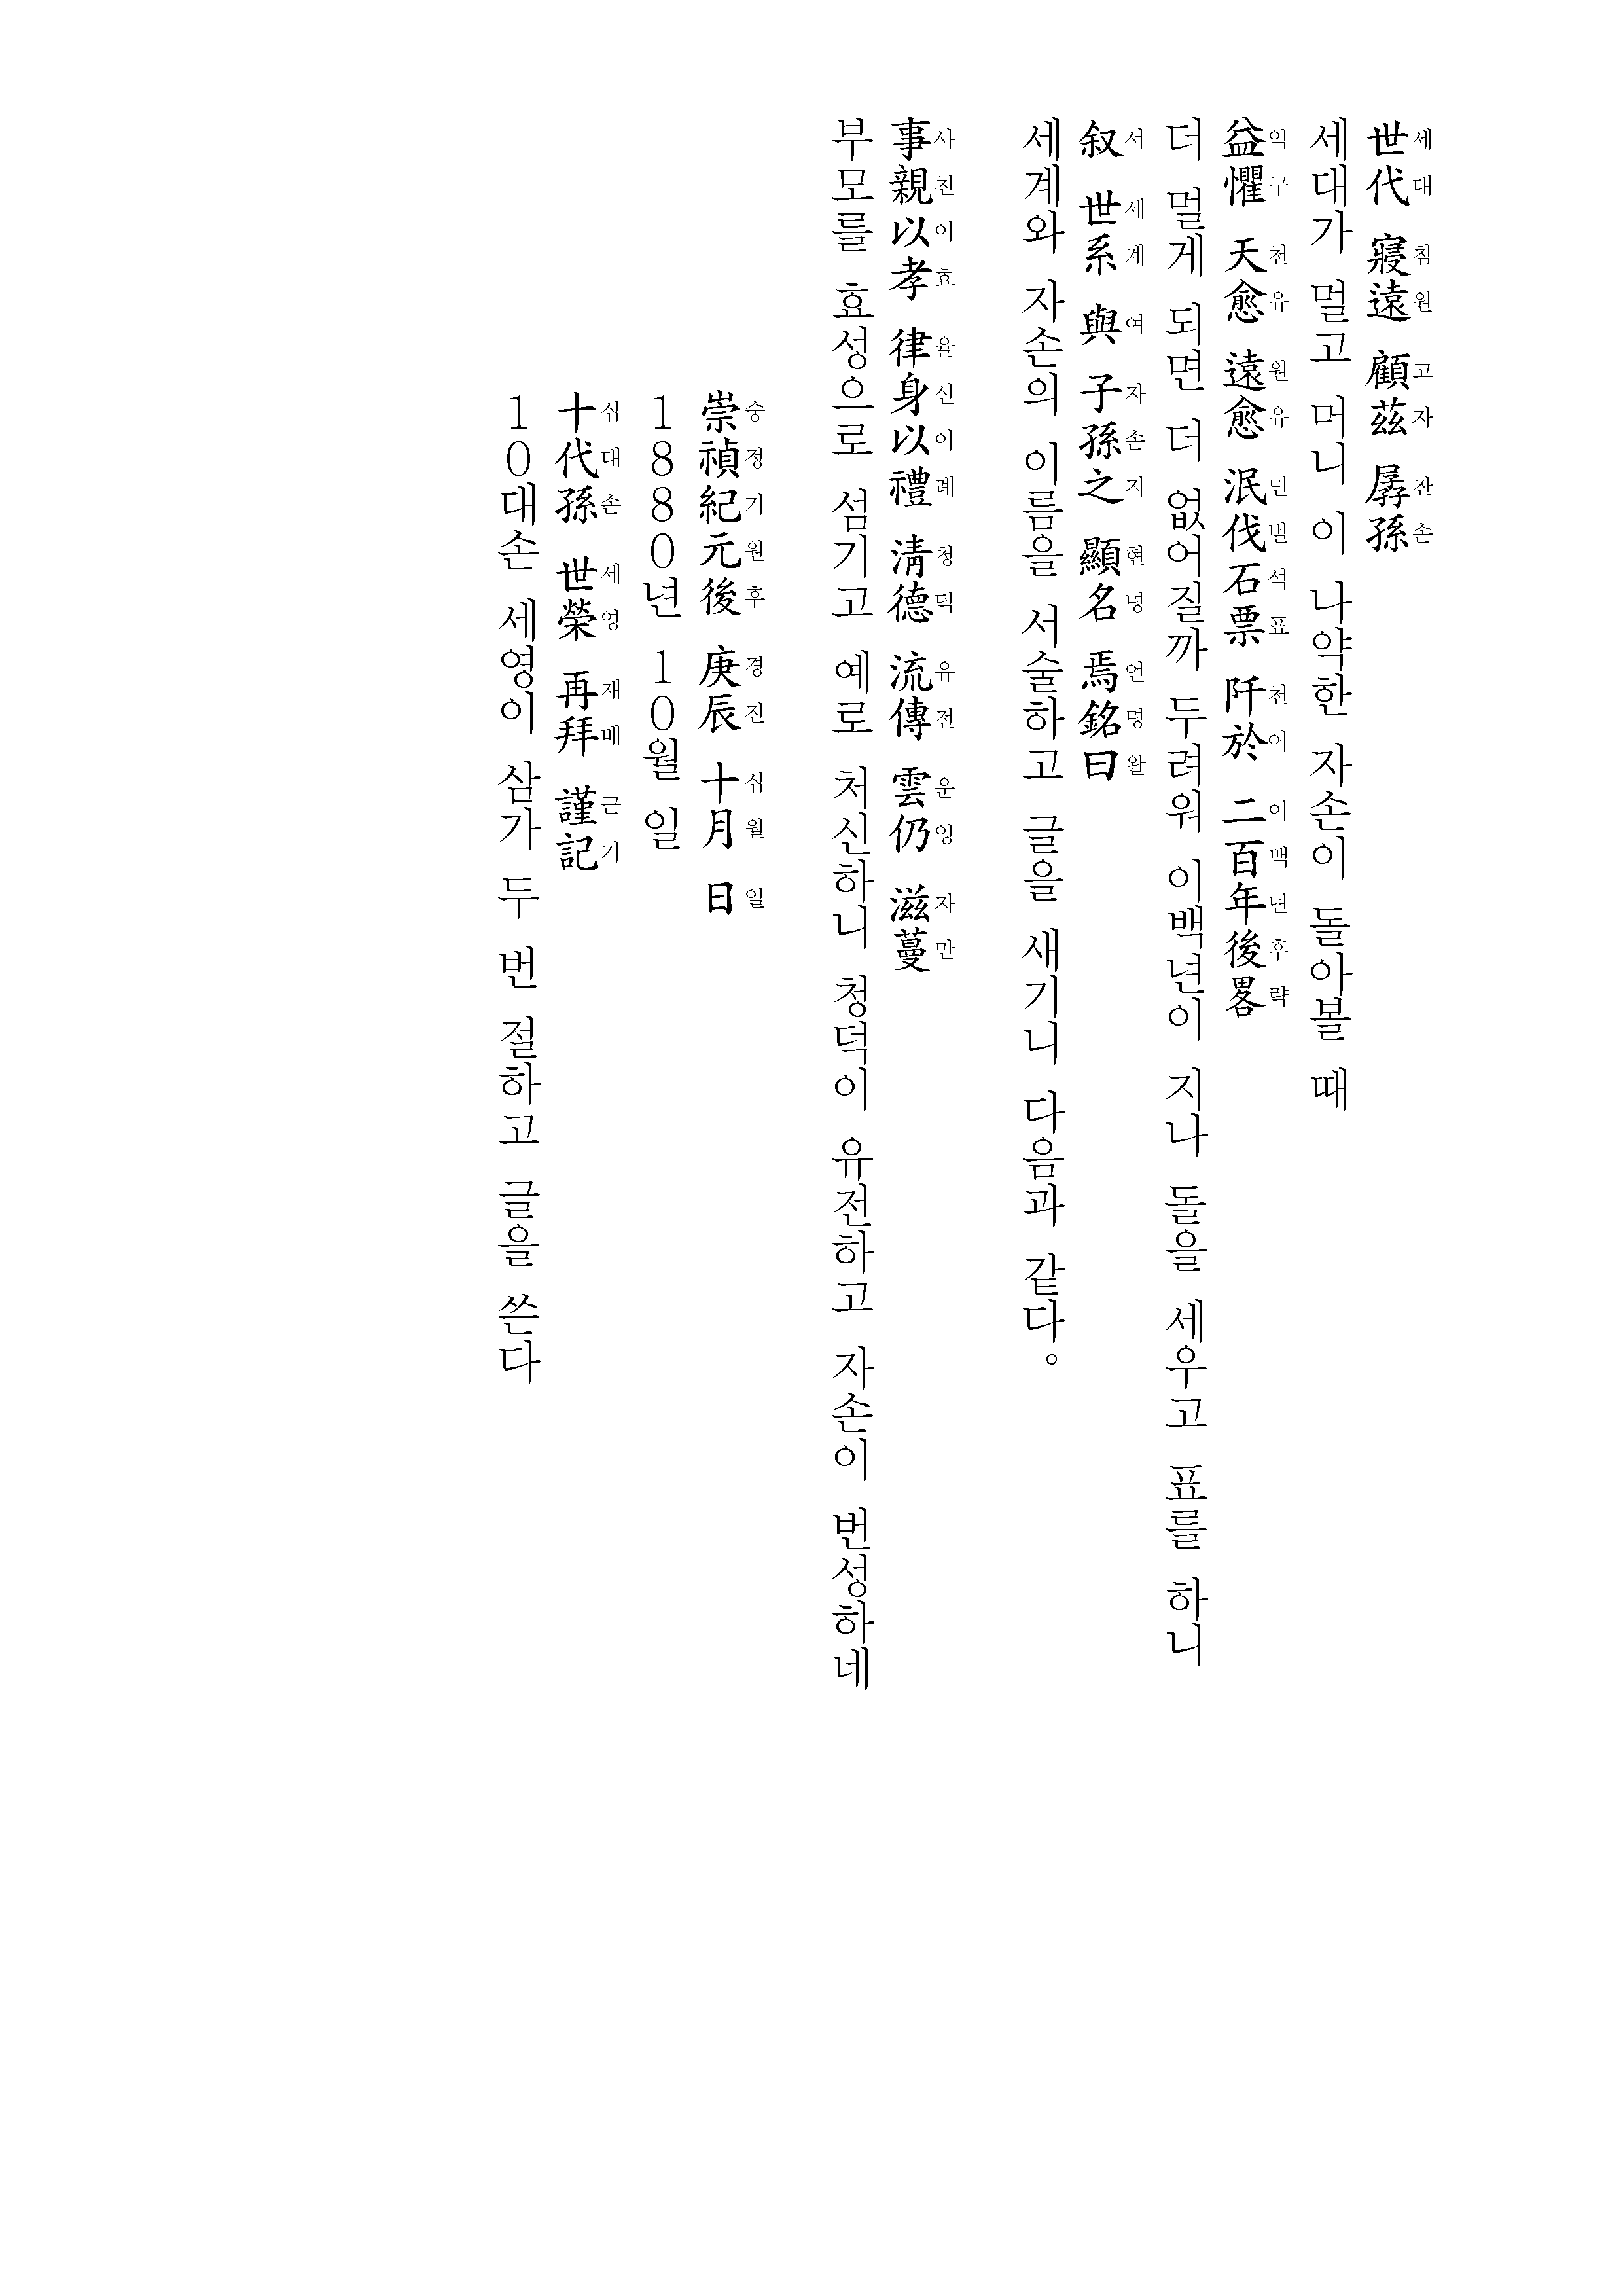 세대 침원 고자 잔손
世代 寢遠 顧茲 孱孫
세대가 멀고 머니 이 나약한 자손이 돌아볼 때
익구 천유 원유 민벌석표 천어 이백년후략
益懼 天愈 遠愈 泯伐石票 阡於 二百年後畧
더 멀게 되면 더 없어질까 두려워 이백년이 지나 돌을 세우고 표를 하니
서 세계 여 자손지 현명 언명왈
叙 世系 與 子孫之 顯名 焉銘曰
세계와 자손의 이름을 서술하고 글을 새기니 다음과 같다。
사친이효 율신이례 청덕 유전 운잉 자만
事親以孝 律身以禮 淸德 流傳 雲仍 滋蔓
부모를 효성으로 섬기고 예로 처신하니 청덕이 유전하고 자손이 번성하네
숭정기원후 경진 십월 일
崇禎紀元後 庚辰 十月 日
1880년 10월 일
십대손 세영 재배 근기
十代孫 世榮 再拜 謹記
10대손 세영이 삼가 두 번 절하고 글을 쓴다